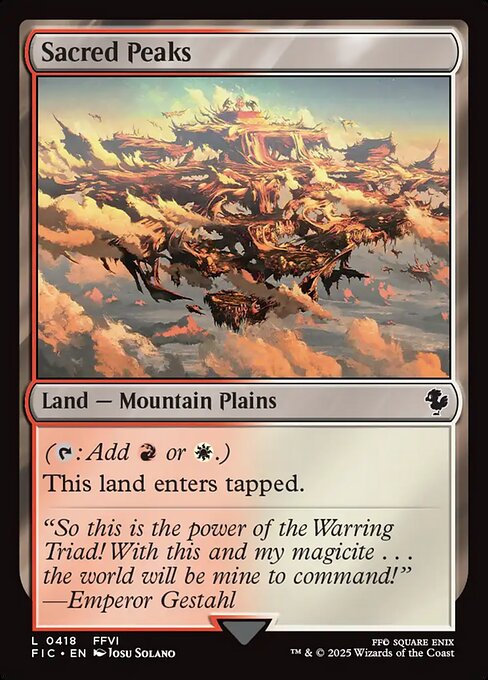 Sacred Peaks
Land — Mountain Plains
( : Add or .)
This land enters tapped.
“So this is the power of the Warring
Triad! With this and my magicite . . .
the world will be mine to command!”
—Emperor Gestahl
L 0418 FFVI
FIC • EN Josu Solano
FF® SQUARE ENIX
™ & © 2025 Wizards of the Coast